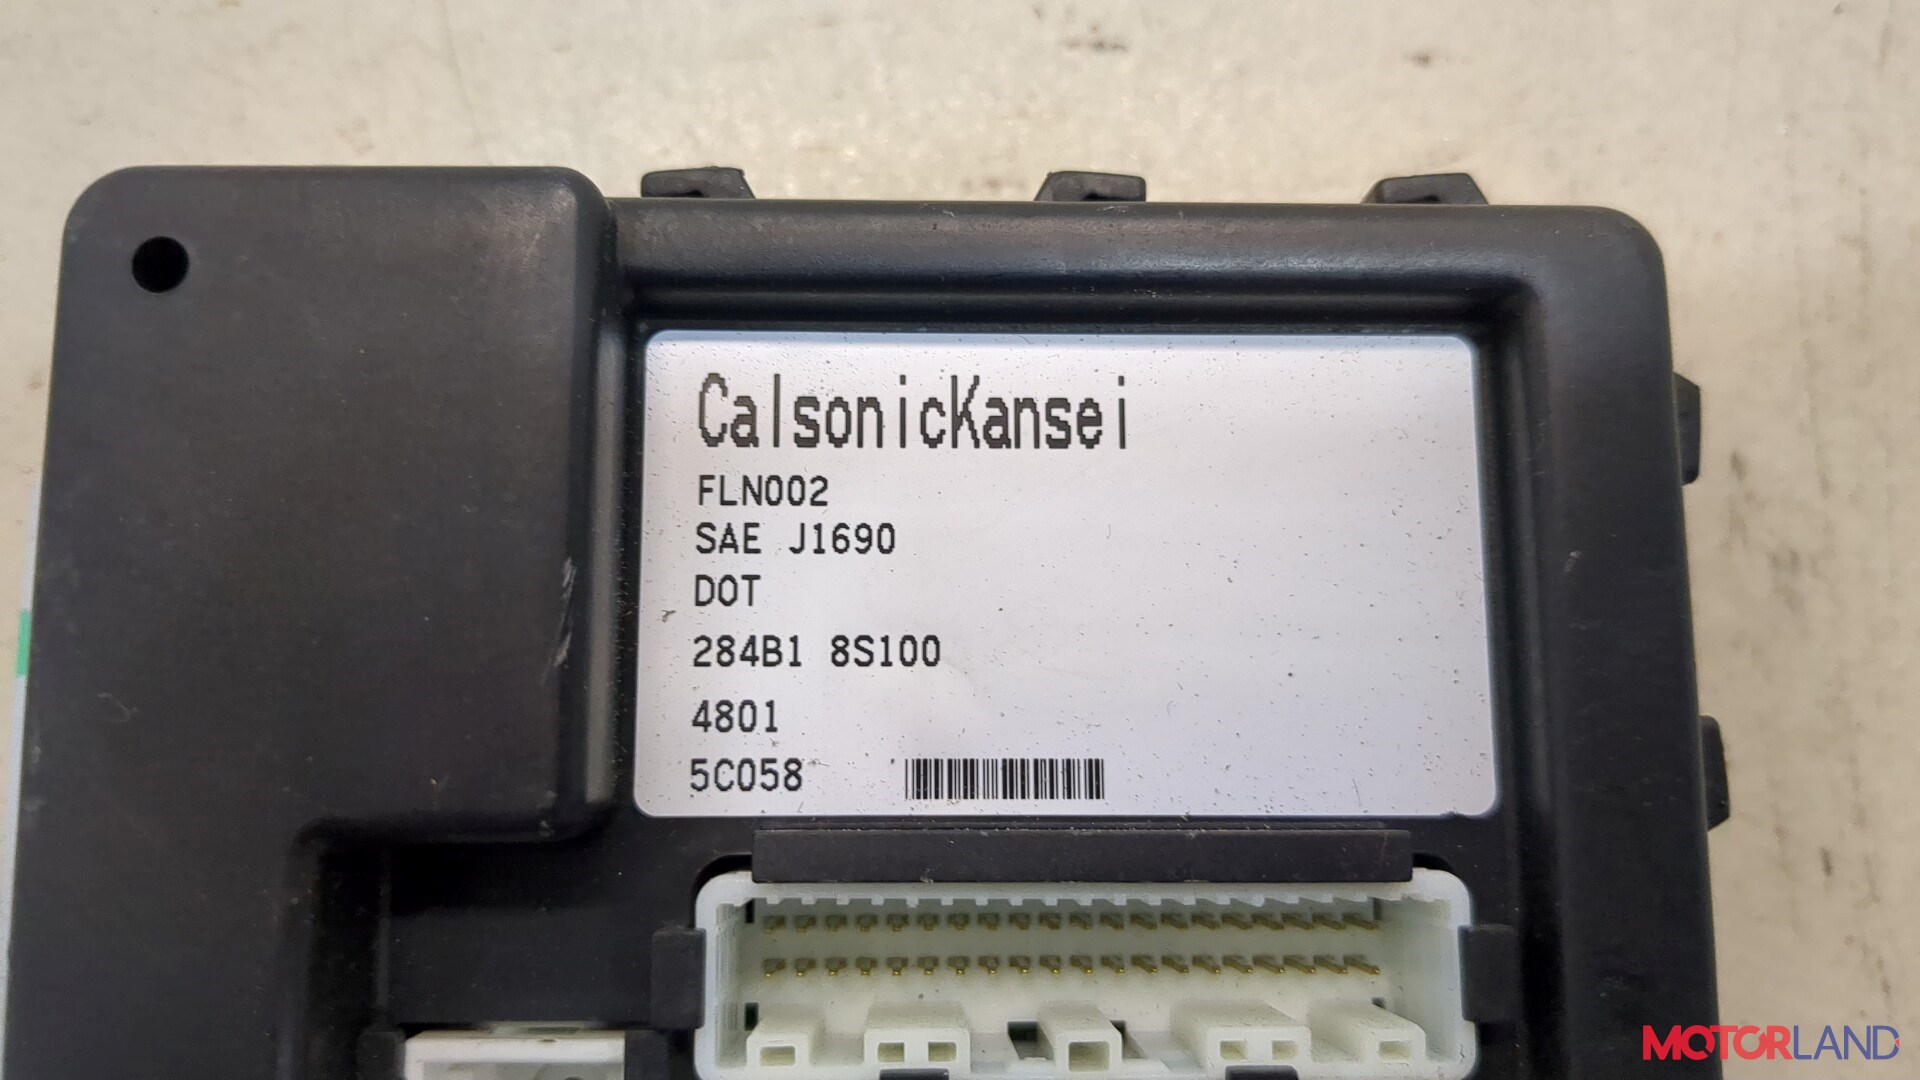 CalsonicKansei
FLN002
SAE J1690
DOT
284B1 8S100
4801
5C058
MOTORLAND